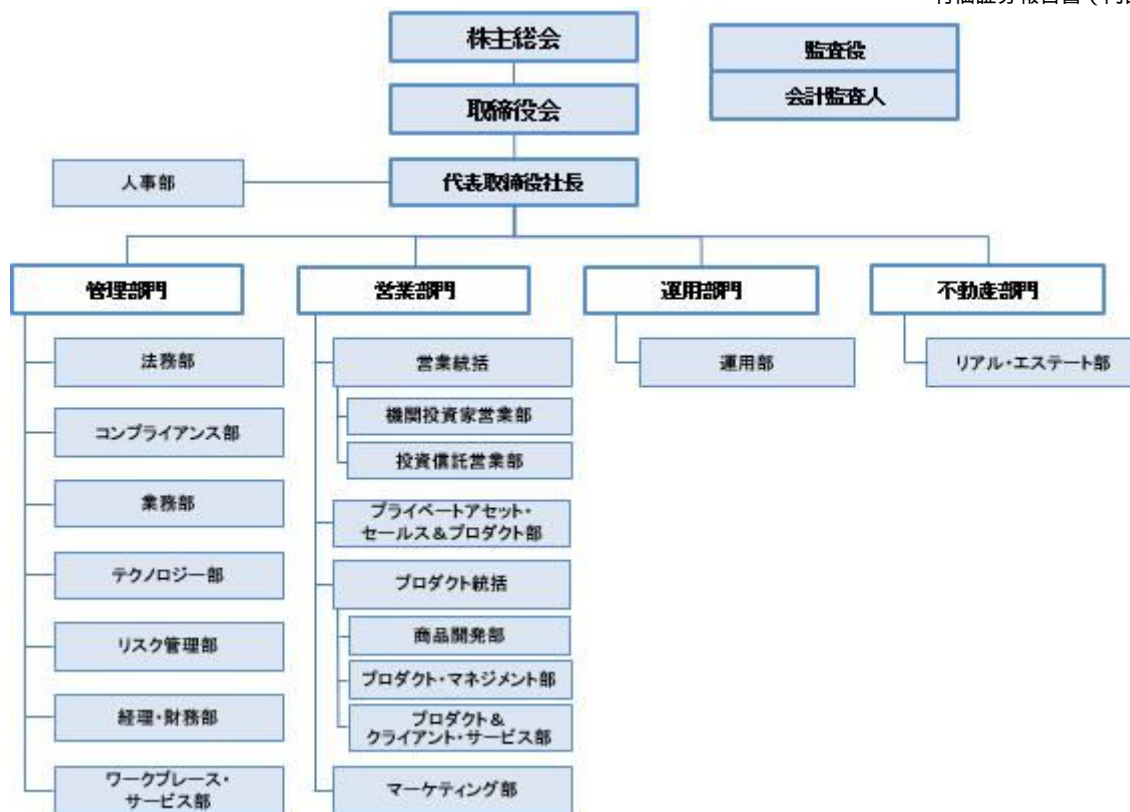 株主総会
監査役
取締役会
会計監査人
人事部
代表取締役社長
管理部門
営業部門
運用部門
不動産部門
法務部
コンプライアンス部
業務部
テクノロジー部
リスク管理部
経理・財務部
ワークプレース・
サービス部
営業統括
機関投資家営業部
投資信託営業部
プライベートアセット・
セールス&プロダクト部
プロダクト統括
商品開発部
プロダクト・マネジメント部
プロダクト&
クライアント・サービス部
マーケティング部
運用部
リアル・エステート部